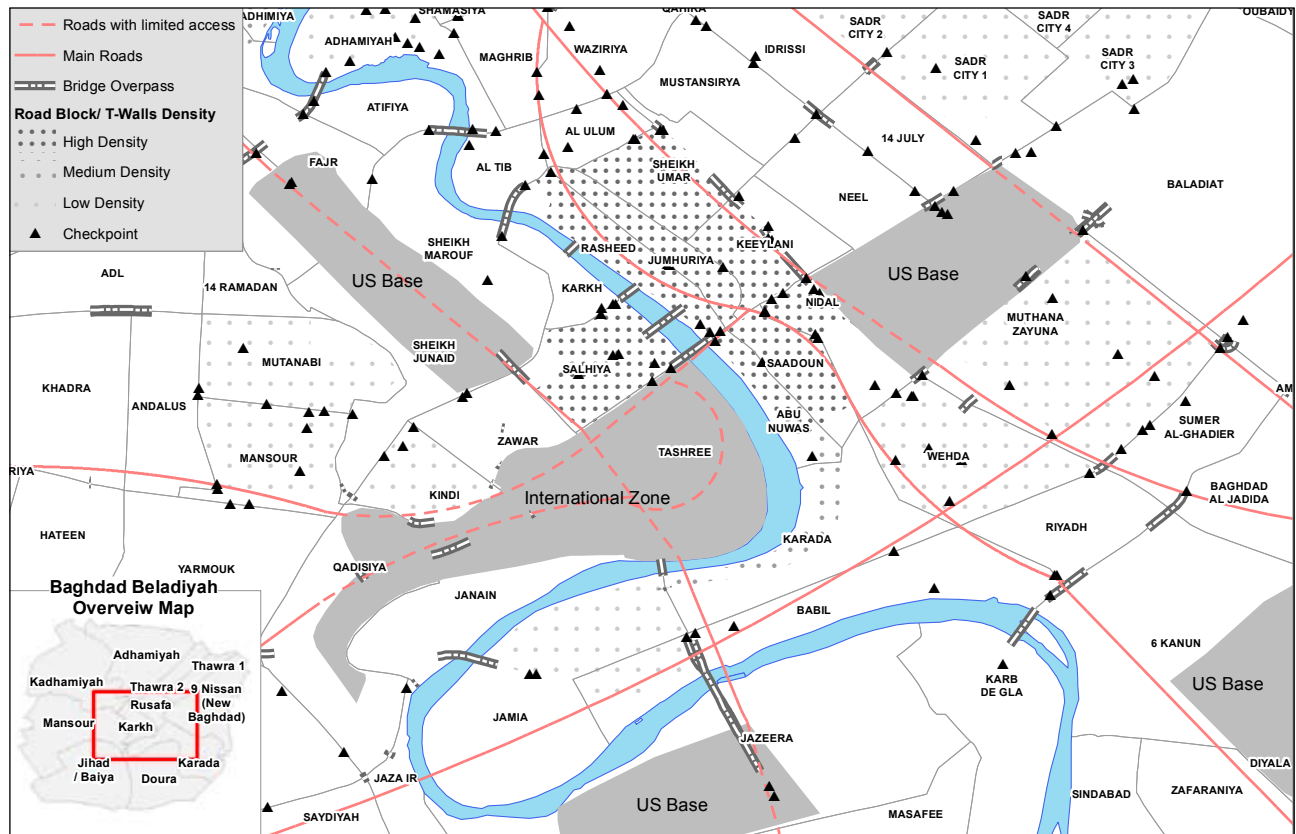 Roads with limited access
Main Roads
Bridge Overpass
Road Block/ T-Walls Density
High Density
Medium Density
Low Density
Checkpoint
ADHIMIYA
SHAMASIYA
ADHAMIYAH
MAGHRIB
WAZIRIYA
QAHIRA
IDRISSI
SADR
CITY 2
SADR
CITY 4
OUBAIDY
SADR
CITY 1
SADR
CITY 3
MUSTANSIRYA
ATIFIYA
AL ULUM
14 JULY
FAJR
AL TIB
SHEIKH
UMAR
NEEL
BALADIAT
SHEIKH
MAROUF
RASHEED
KEEYLANI
JUMHURIYA
US Base
US Base
ADL
14 RAMADAN
KARKH
NIDAL
MUTHANA
ZAYUNA
MUTANABI
SHEIKH
JUNAID
SALHIYA
SAADOUN
KHADRA
ANDALUS
AM
ABU
NUWAS
SUMER
AL-GHADIER
ZAWAR
TASHREE
WEHDA
MANSOUR
RIYA
KINDI
International Zone
BAGHDAD
AL JADIDA
RIYADH
HATEEN
KARADA
YARMOUK
QADISIYA
JANAIN
BABIL
6 KANUN
KARB
DE GLA
US Base
JAMIA
JAZEERA
DIYALA
JAZA IR
US Base
SAYDIYAH
MASAFEE
SINDABAD
ZAFARANIYA
Baghdad Beladiyah
Overveiw Map
Adhamiyah
Thawra 1
Kadhamiyah
Thawra 2
9 Nissan
(New
Baghdad)
Rusafa
Mansour
Karkh
Jihad
/ Baiya
Karada
Doura